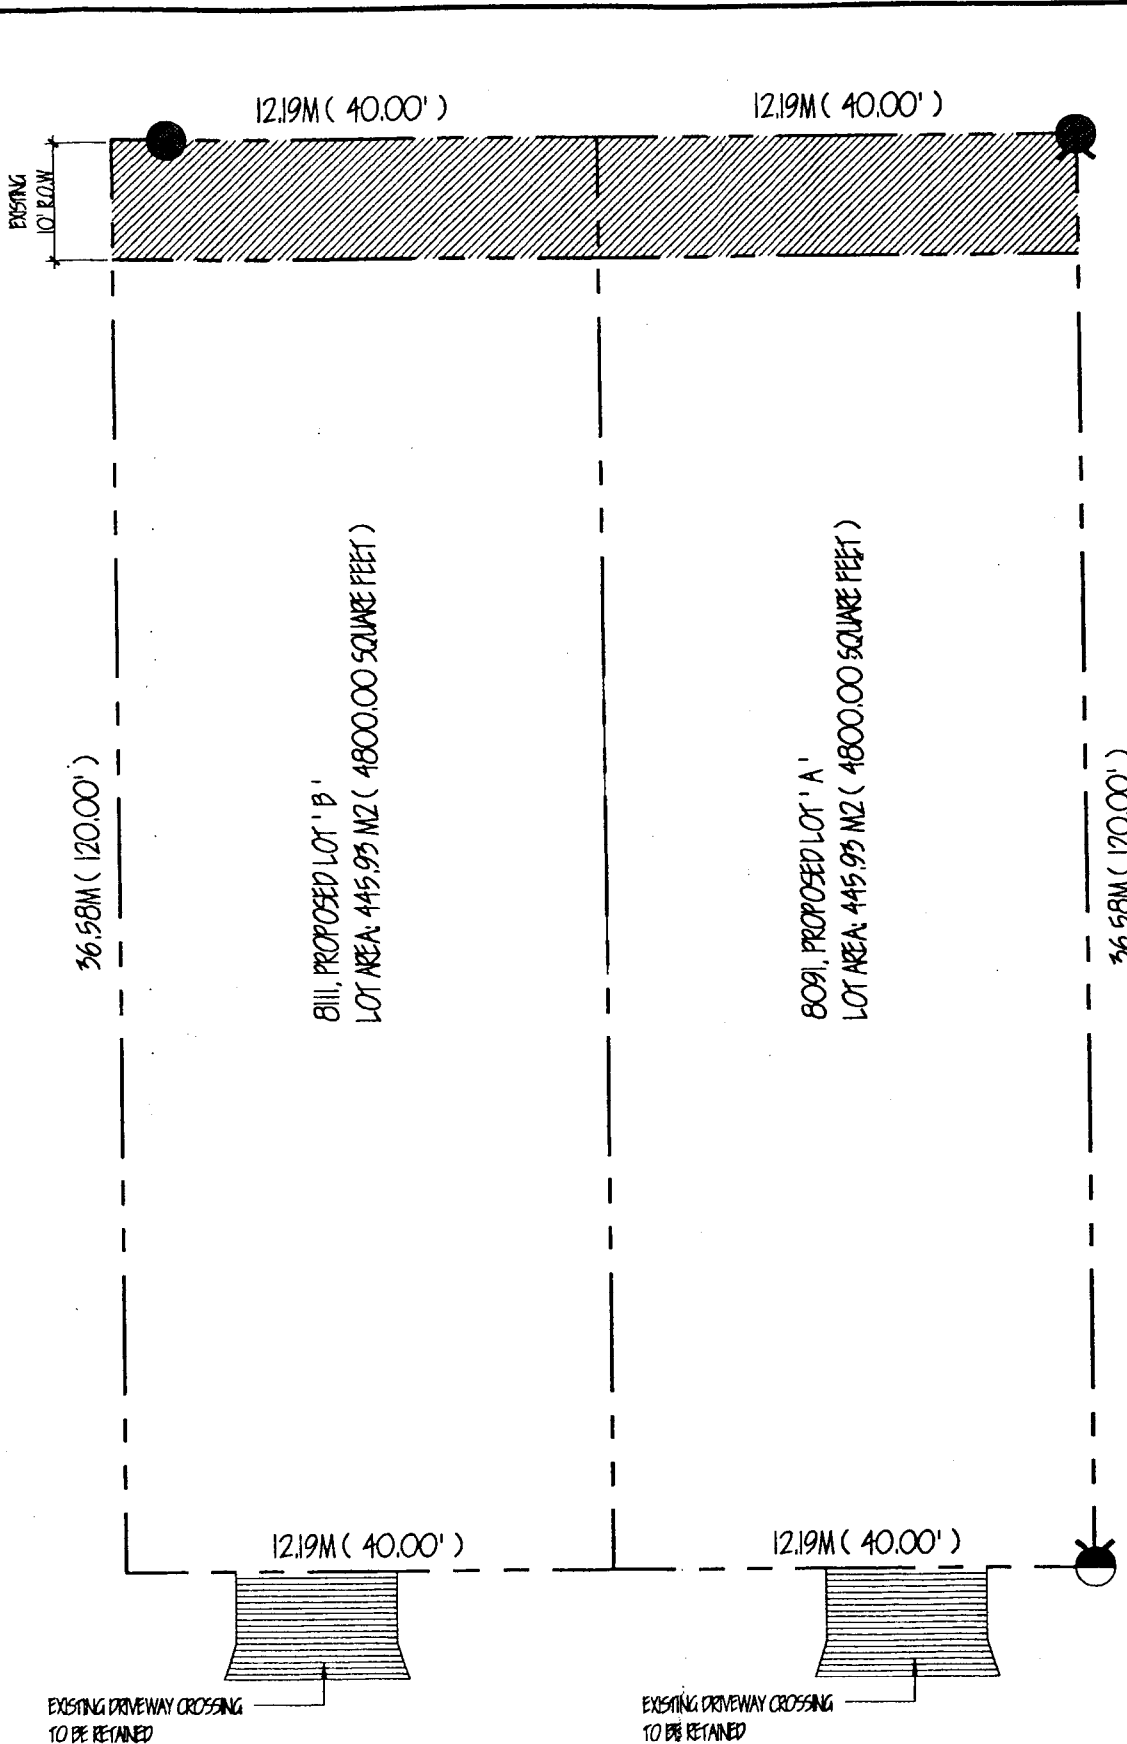 12.19M ( 40.00' )
12.19M ( 40.00' )
EXISTING
10' R.O.W
36.58M ( 120.00' )
8111, PROPOSED LOT ' B '
LOT AREA: 445.93 M2 ( 4800.00 SQUARE FEET )
8091, PROPOSED LOT ' A '
LOT AREA: 445.93 M2 ( 4800.00 SQUARE FEET )
36.58M ( 120.00' )
12.19M ( 40.00' )
12.19M ( 40.00' )
EXISTING DRIVEWAY CROSSING
TO BE RETAINED
EXISTING DRIVEWAY CROSSING
TO BE RETAINED